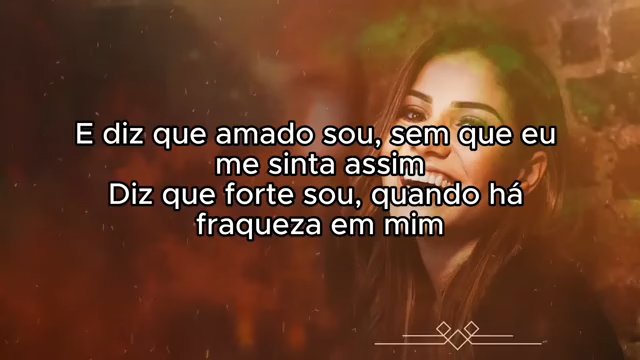 E diz que amado sou, sem que eu
me sinta assim
Diz que forte sou, quando há
fraqueza em mim